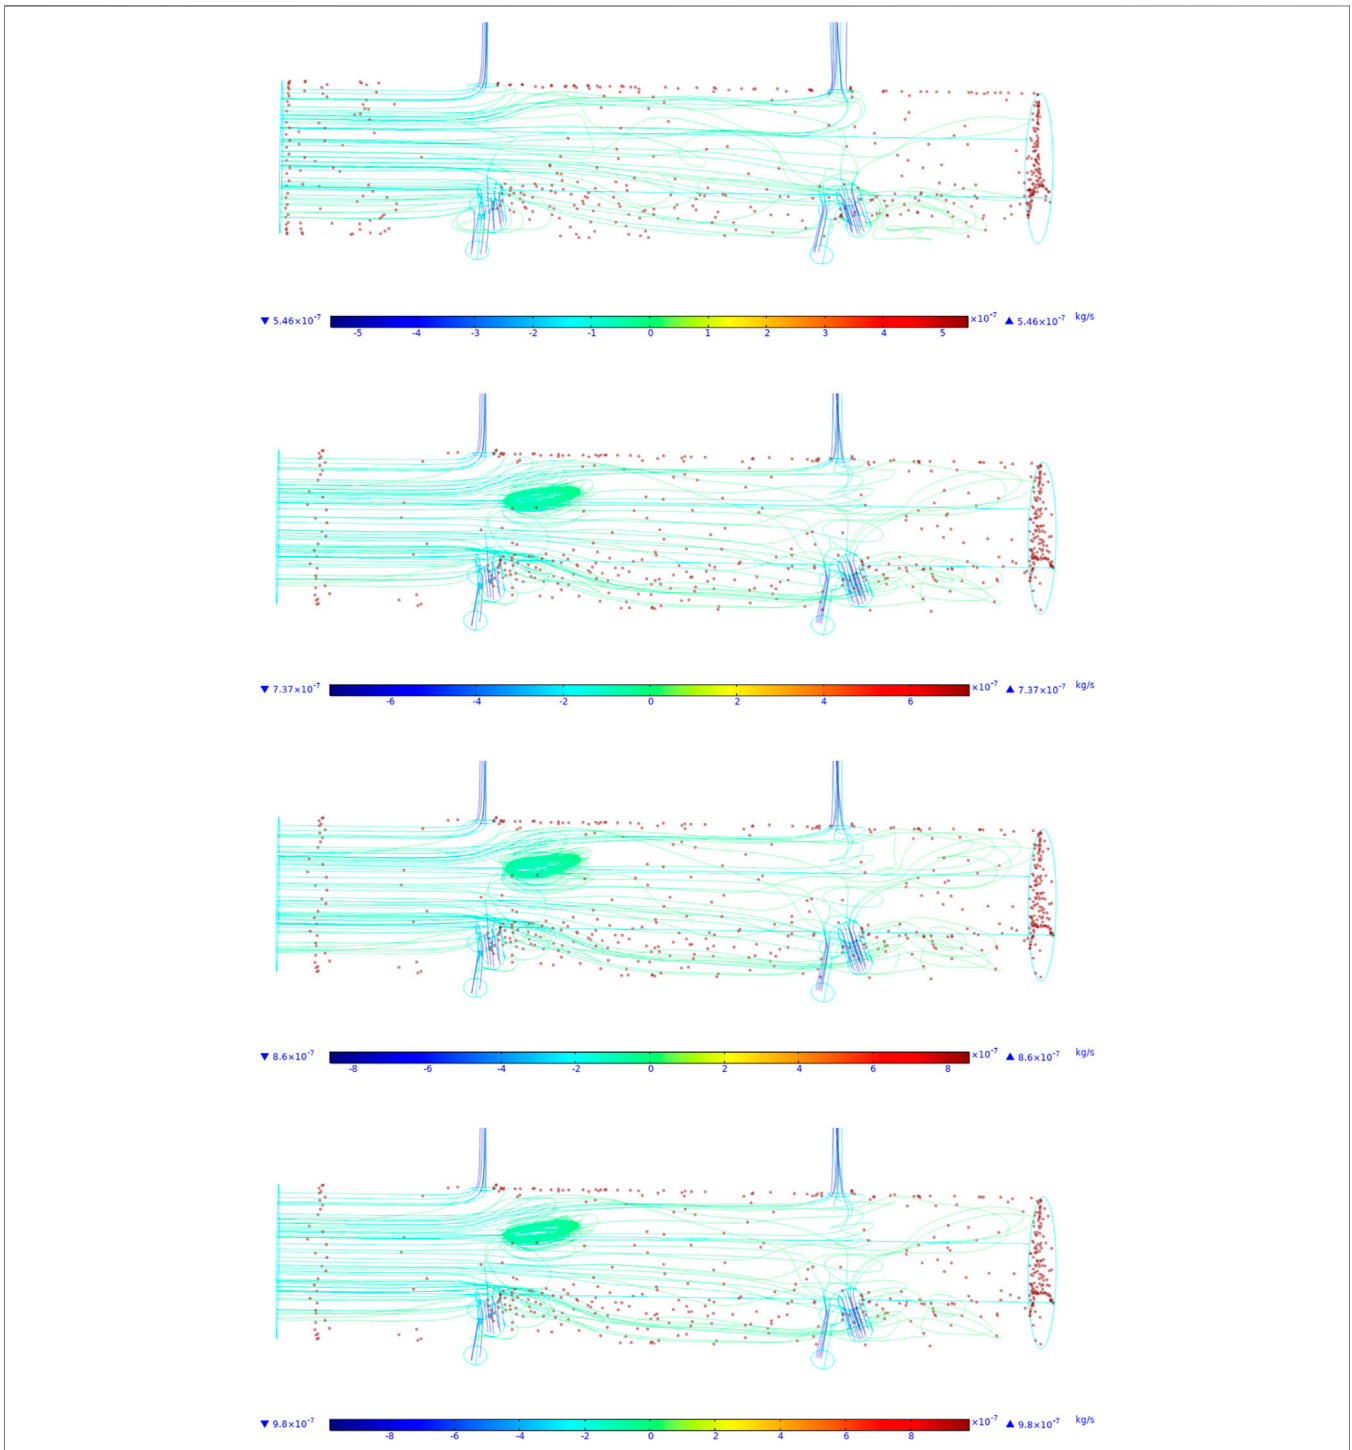 ▼ 5.46×10⁻⁷ ×10⁻⁷ ▲ 5.46×10⁻⁷ kg/s
-5 -4 -3 -2 -1 0 1 2 3 4 5
▼ 7.37×10⁻⁷ ×10⁻⁷ ▲ 7.37×10⁻⁷ kg/s
-6 -4 -2 0 2 4 6
▼ 8.6×10⁻⁷ ×10⁻⁷ ▲ 8.6×10⁻⁷ kg/s
-8 -6 -4 -2 0 2 4 6 8
▼ 9.8×10⁻⁷ ×10⁻⁷ ▲ 9.8×10⁻⁷ kg/s
-8 -6 -4 -2 0 2 4 6 8